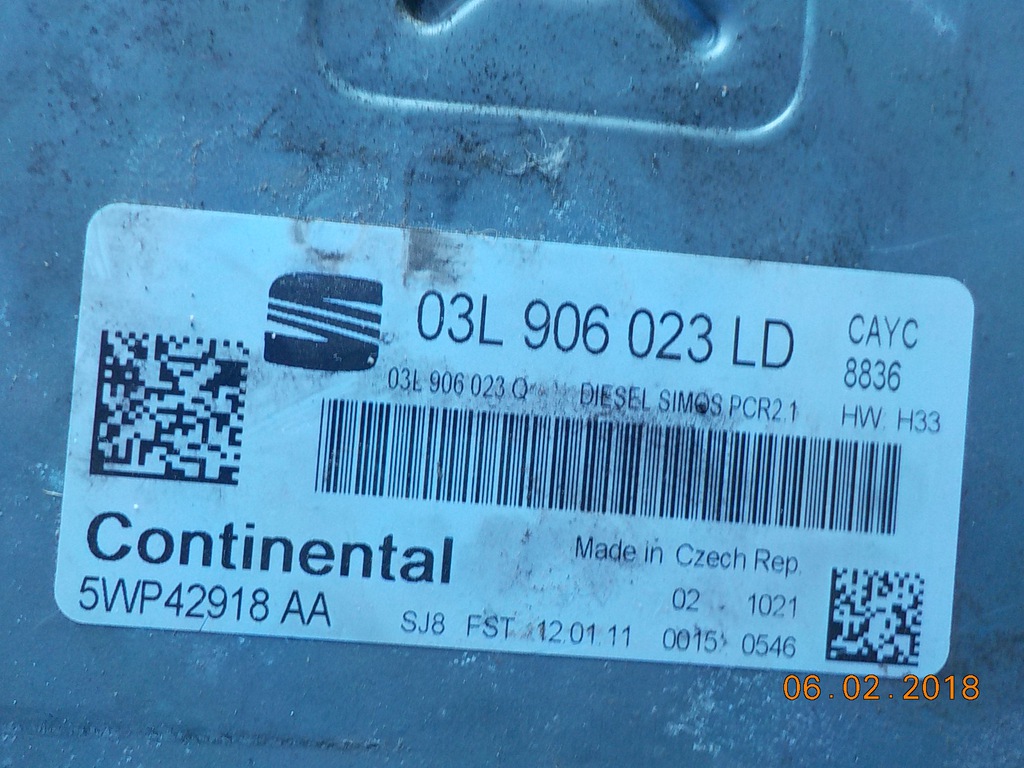 03L 906 023 LD
CAYC
8836
03L 906 023 Q DIESEL SIMOS PCR2.1
HW: H33
Continental
Made in Czech Rep.
5WP42918 AA
02 1021
SJ8 FST 12.01.11 0015 0546
06.02.2018